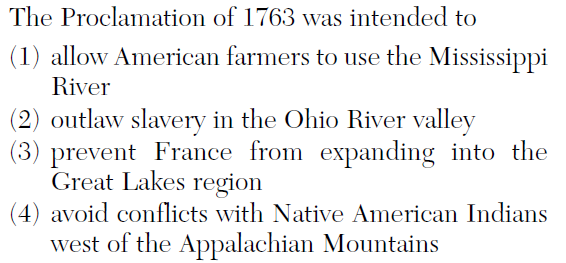 The Proclamation of 1763 was intended to
(1) allow American farmers to use the Mississippi
River
(2) outlaw slavery in the Ohio River valley
(3) prevent France from expanding into the
Great Lakes region
(4) avoid conflicts with Native American Indians
west of the Appalachian Mountains